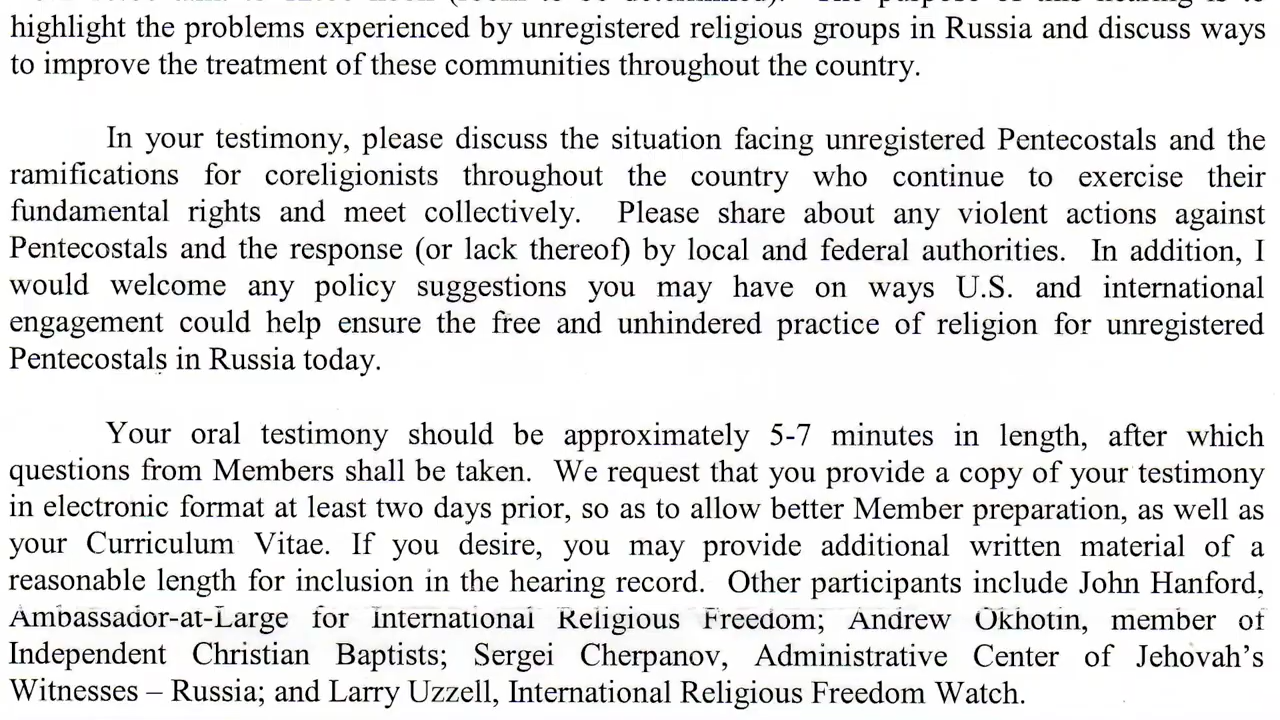 highlight the problems experienced by unregistered religious groups in Russia and discuss ways
to improve the treatment of these communities throughout the country.
In your testimony, please discuss the situation facing unregistered Pentecostals and the
ramifications for coreligionists throughout the country who continue to exercise their
fundamental rights and meet collectively. Please share about any violent actions against
Pentecostals and the response (or lack thereof) by local and federal authorities. In addition, I
would welcome any policy suggestions you may have on ways U.S. and international
engagement could help ensure the free and unhindered practice of religion for unregistered
Pentecostals in Russia today.
Your oral testimony should be approximately 5-7 minutes in length, after which
questions from Members shall be taken. We request that you provide a copy of your testimony
in electronic format at least two days prior, so as to allow better Member preparation, as well as
your Curriculum Vitae. If you desire, you may provide additional written material of a
reasonable length for inclusion in the hearing record. Other participants include John Hanford,
Ambassador-at-Large for International Religious Freedom; Andrew Okhotin, member of
Independent Christian Baptists; Sergei Cherpanov, Administrative Center of Jehovah's
Witnesses – Russia; and Larry Uzzell, International Religious Freedom Watch.